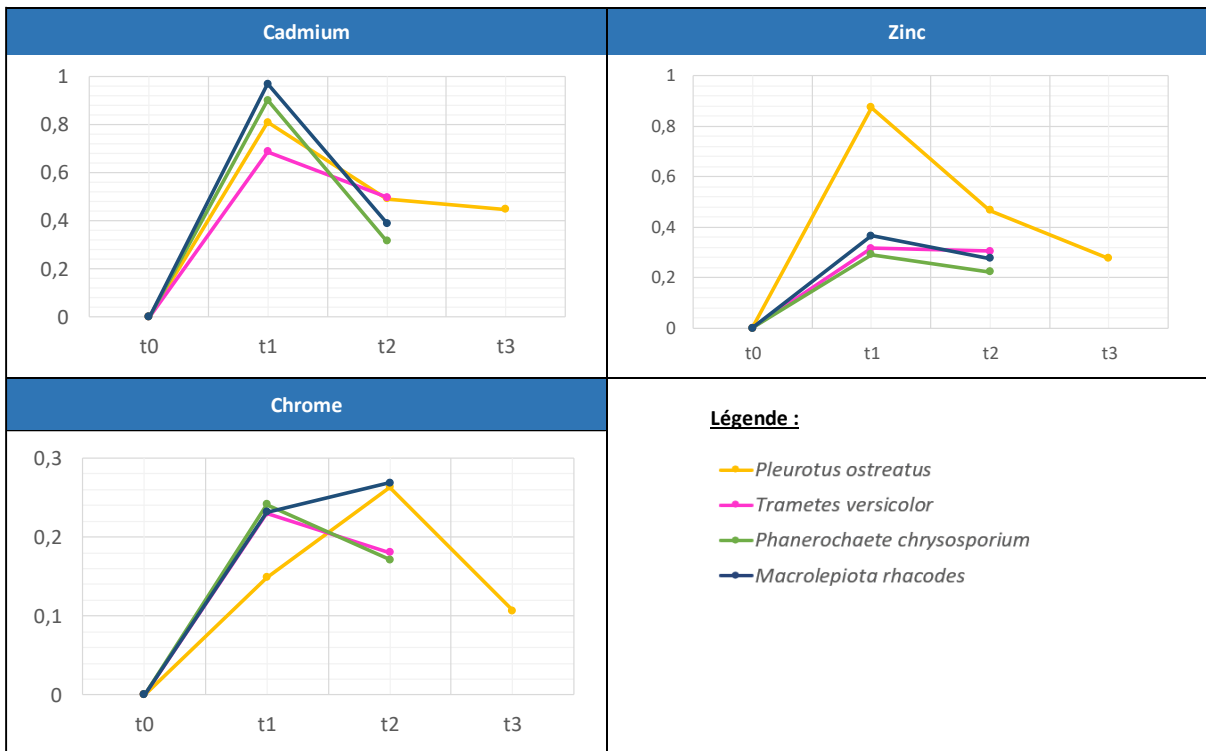 Cadmium
1
0,8
0,6
0,4
0,2
0
t0 t1 t2 t3
Zinc
1
0,8
0,6
0,4
0,2
0
t0 t1 t2 t3
Chrome
0,3
0,2
0,1
0
t0 t1 t2 t3
Légende :
Pleurotus ostreatus
Trametes versicolor
Phanerochaete chrysosporium
Macrolepiota rhacodes